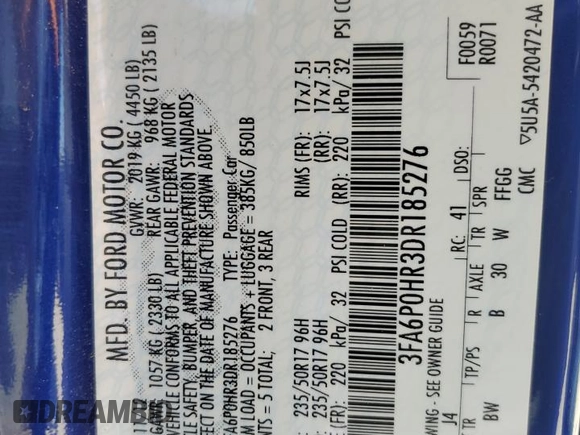 MFD. BY FORD MOTOR CO.
GVWR: 2019 KG ( 4450 LB)
1057 KG ( 2330 LB) REAR GAWR: 968 KG ( 2135 LB)
VEHICLE CONFORMS TO ALL APPLICABLE FEDERAL MOTOR
SAFETY, BUMPER, AND THEFT PREVENTION STANDARDS
EFFECT ON THE DATE OF MANUFACTURE SHOWN ABOVE.
FA6P0HR3DR185276 TYPE: Passenger Car
LOAD = OCCUPANTS + LUGGAGE = 385KG/ 850LB
= 5 TOTAL; 2 FRONT, 3 REAR
235/50R17 96H RIMS (FR): 17x7.5J
235/50R17 96H (RR): 17x7.5J
(FR): 220 kPa/ 32 PSI COLD (RR): 220 kPa/ 32 PSI CO
3FA6P0HR3DR185276
- SEE OWNER GUIDE F0059
R0071
J4 RC: 41 DSO:
TR TP/PS R AXLE TR SPR
BW B 30 W FFGG
CMC ▽5U5A-5420472-AA
AutoBidMaster